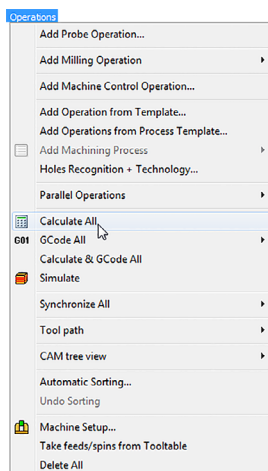 Operations
Add Probe Operation...
Add Milling Operation
Add Machine Control Operation...
Add Operation from Template...
Add Operations from Process Template...
Add Machining Process
Holes Recognition + Technology...
Parallel Operations
Calculate All
G01 GCode All
Calculate & GCode All
Simulate
Synchronize All
Tool path
CAM tree view
Automatic Sorting...
Undo Sorting
Machine Setup...
Take feeds/spins from Tooltable
Delete All